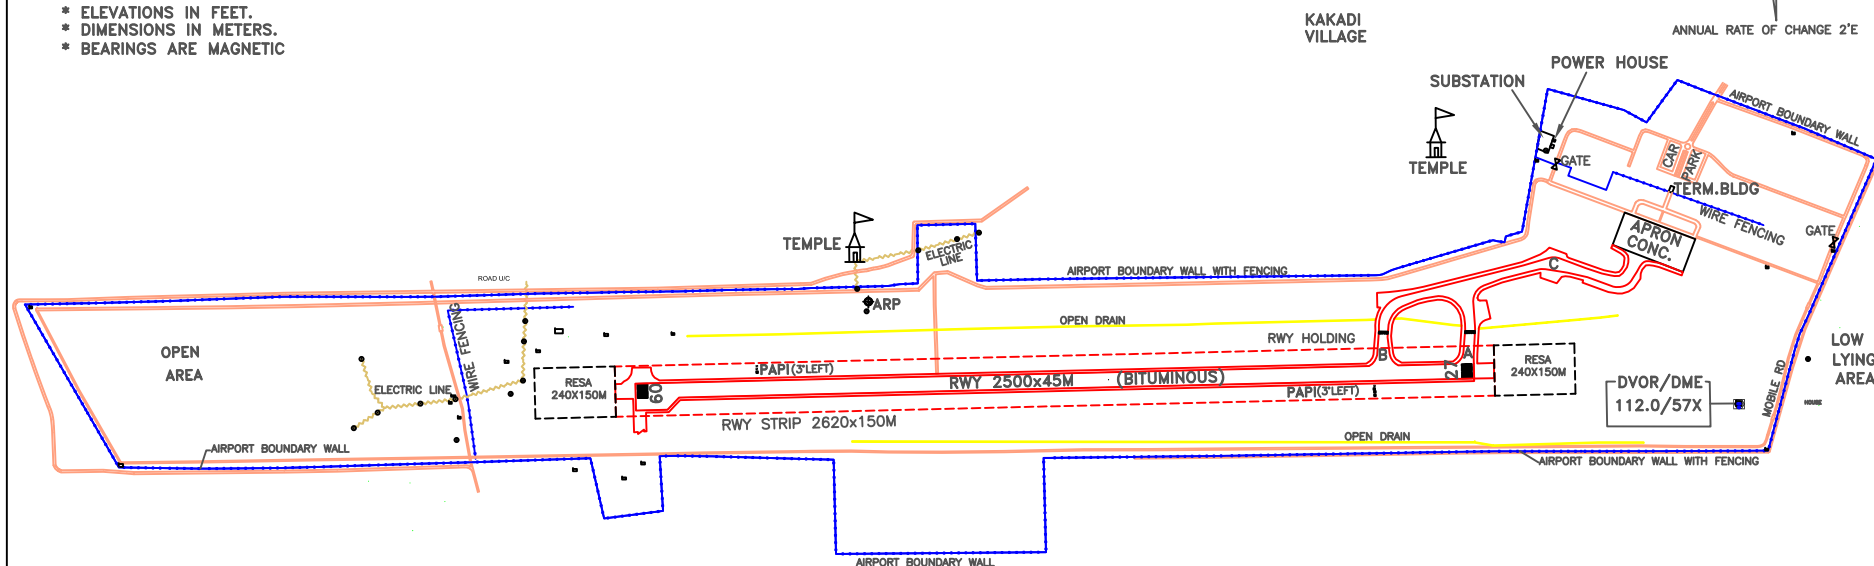 * ELEVATIONS IN FEET.
* DIMENSIONS IN METERS.
* BEARINGS ARE MAGNETIC
KAKADI
VILLAGE
ANNUAL RATE OF CHANGE 2'E
POWER HOUSE
SUBSTATION
AIRPORT BOUNDARY WALL
TEMPLE
GATE
CAR
PARK
TERM.BLDG
WIRE FENCING
GATE
APRON
CONC.
TEMPLE
ELECTRIC
LINE
AIRPORT BOUNDARY WALL WITH FENCING
C
ROAD U/C
ARP
WIRE FENCING
OPEN DRAIN
RWY HOLDING
B
A
OPEN
AREA
LOW
LYING
AREA
RESA
240X150M
PAPI(3°LEFT)
RWY 2500x45M (BITUMINOUS)
27
RESA
240X150M
ELECTRIC LINE
09
PAPI(3°LEFT)
DVOR/DME
112.0/57X
MOBILE RD
HOUSE
RWY STRIP 2620x150M
OPEN DRAIN
AIRPORT BOUNDARY WALL
AIRPORT BOUNDARY WALL WITH FENCING
AIRPORT BOUNDARY WALL